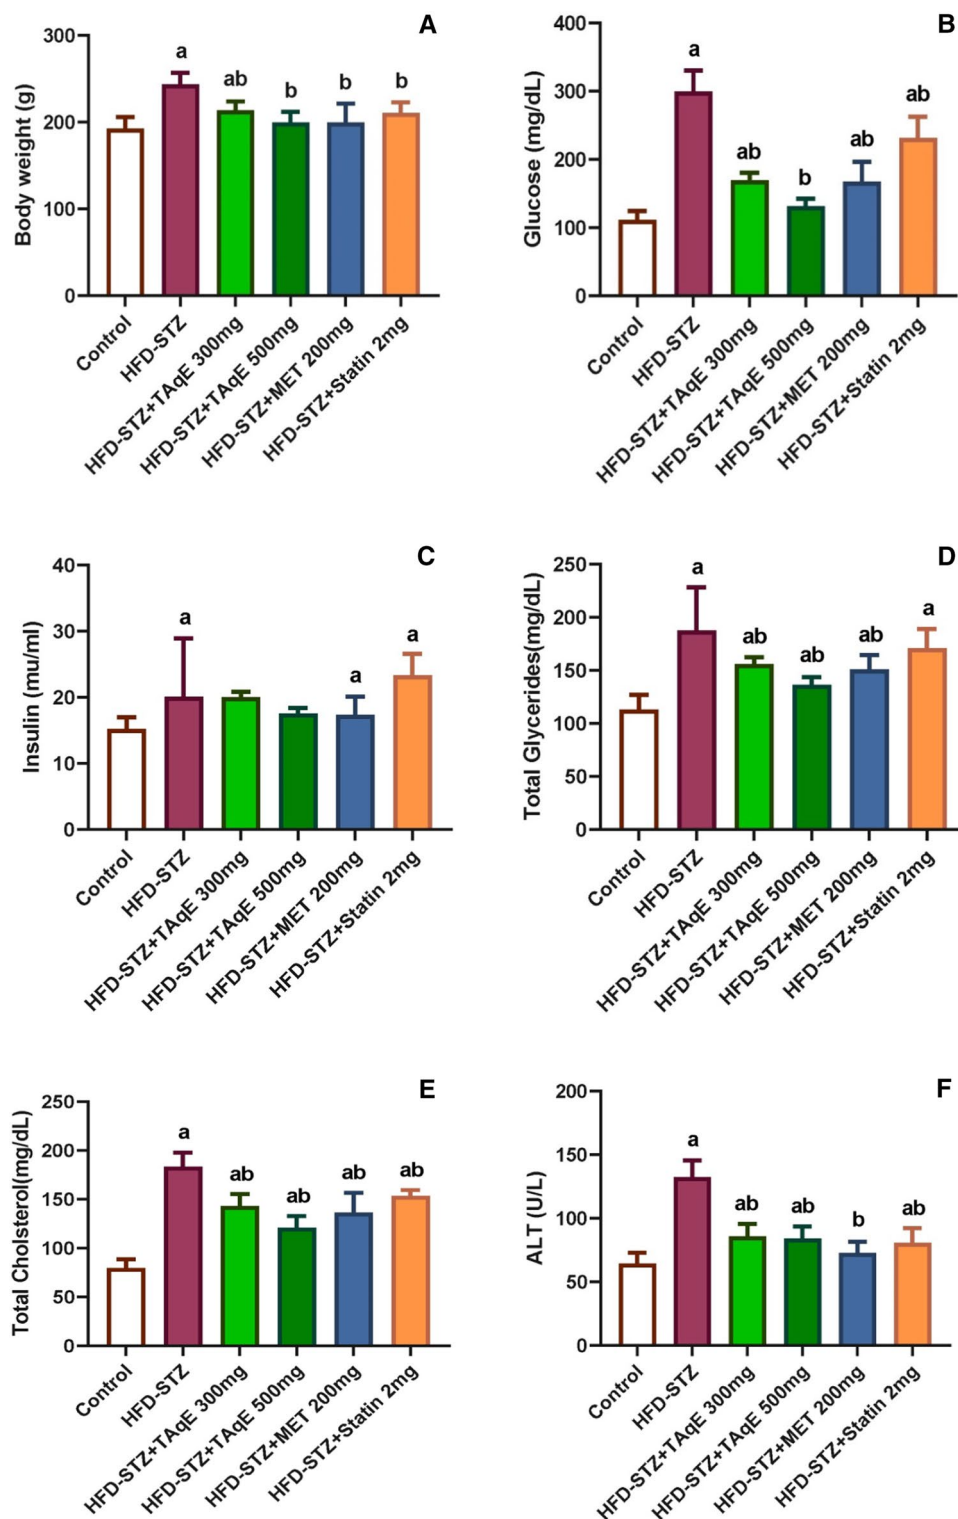 A
Body weight (g)
300
200
100
0
a
ab
b
b
b
Control
HFD-STZ
HFD-STZ+TAqE 300mg
HFD-STZ+TAqE 500mg
HFD-STZ+MET 200mg
HFD-STZ+Statin 2mg
B
Glucose (mg/dL)
400
300
200
100
0
a
ab
b
ab
ab
Control
HFD-STZ
HFD-STZ+TAqE 300mg
HFD-STZ+TAqE 500mg
HFD-STZ+MET 200mg
HFD-STZ+Statin 2mg
C
Insulin (mu/ml)
40
30
20
10
0
a
a
a
Control
HFD-STZ
HFD-STZ+TAqE 300mg
HFD-STZ+TAqE 500mg
HFD-STZ+MET 200mg
HFD-STZ+Statin 2mg
D
Total Glycerides(mg/dL)
250
200
150
100
50
0
a
ab
ab
ab
a
Control
HFD-STZ
HFD-STZ+TAqE 300mg
HFD-STZ+TAqE 500mg
HFD-STZ+MET 200mg
HFD-STZ+Statin 2mg
E
Total Cholsterol(mg/dL)
250
200
150
100
50
0
a
ab
ab
ab
ab
Control
HFD-STZ
HFD-STZ+TAqE 300mg
HFD-STZ+TAqE 500mg
HFD-STZ+MET 200mg
HFD-STZ+Statin 2mg
F
ALT (U/L)
200
150
100
50
0
a
ab
ab
b
ab
Control
HFD-STZ
HFD-STZ+TAqE 300mg
HFD-STZ+TAqE 500mg
HFD-STZ+MET 200mg
HFD-STZ+Statin 2mg